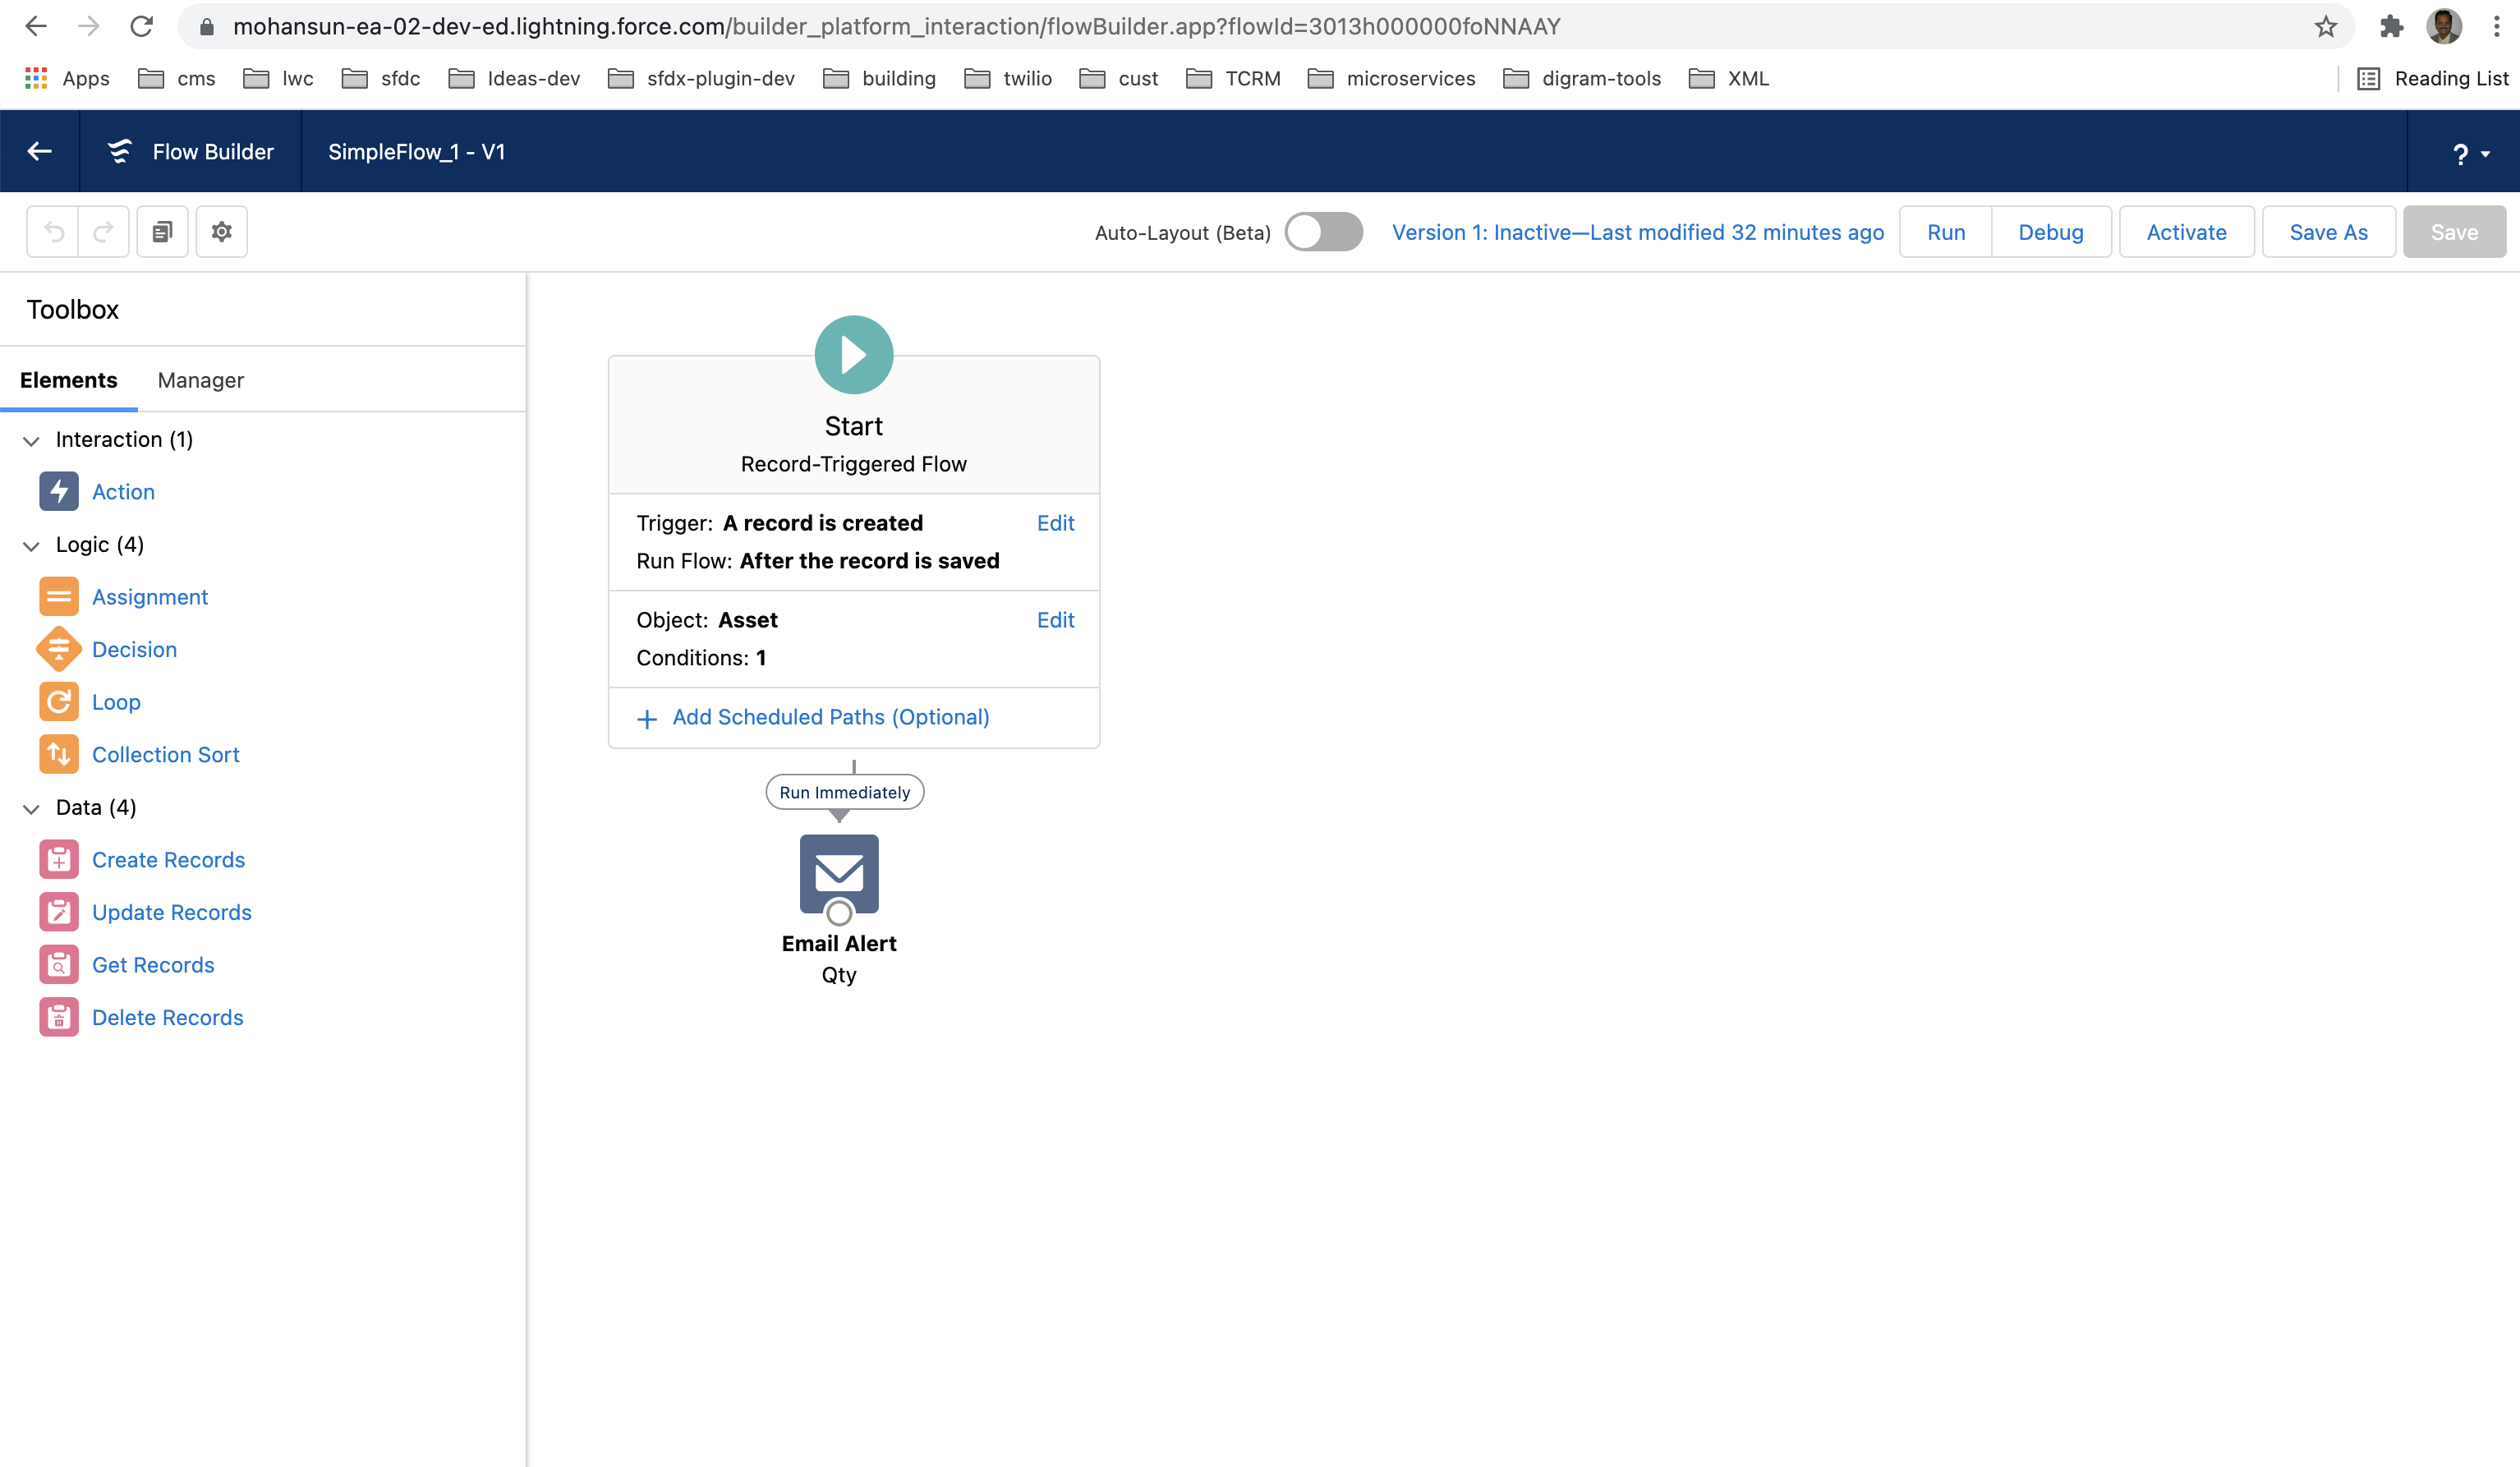 mohansun-ea-02-dev-ed.lightning.force.com/builder_platform_interaction/flowBuilder.app?flowId=3013h000000foNNAAY
Apps cms lwc sfdc Ideas-dev sfdx-plugin-dev building twilio cust TCRM microservices digram-tools XML Reading List
Flow Builder SimpleFlow_1 - V1 ?
Auto-Layout (Beta) Version 1: Inactive—Last modified 32 minutes ago Run Debug Activate Save As Save
Toolbox
Elements Manager
Interaction (1)
Action
Logic (4)
Assignment
Decision
Loop
Collection Sort
Data (4)
Create Records
Update Records
Get Records
Delete Records
Start
Record-Triggered Flow
Trigger: A record is created Edit
Run Flow: After the record is saved
Object: Asset Edit
Conditions: 1
+ Add Scheduled Paths (Optional)
Run Immediately
Email Alert
Qty